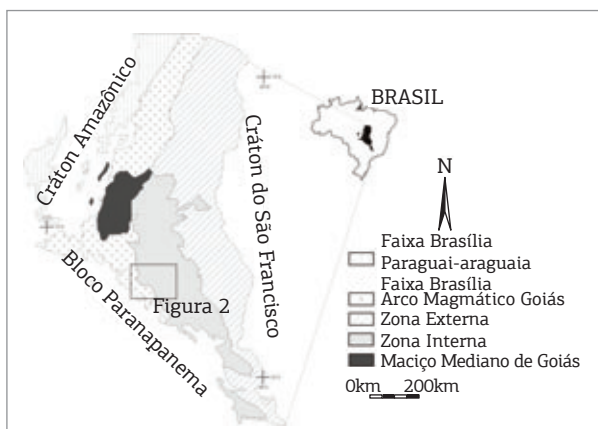 BRASIL
Cráton Amazônico
Cráton do São Francisco
Bloco Paranapanema
Figura 2
N
Faixa Brasília
Paraguai-araguaia
Faixa Brasília
Arco Magmático Goiás
Zona Externa
Zona Interna
Maciço Mediano de Goiás
0km 200km